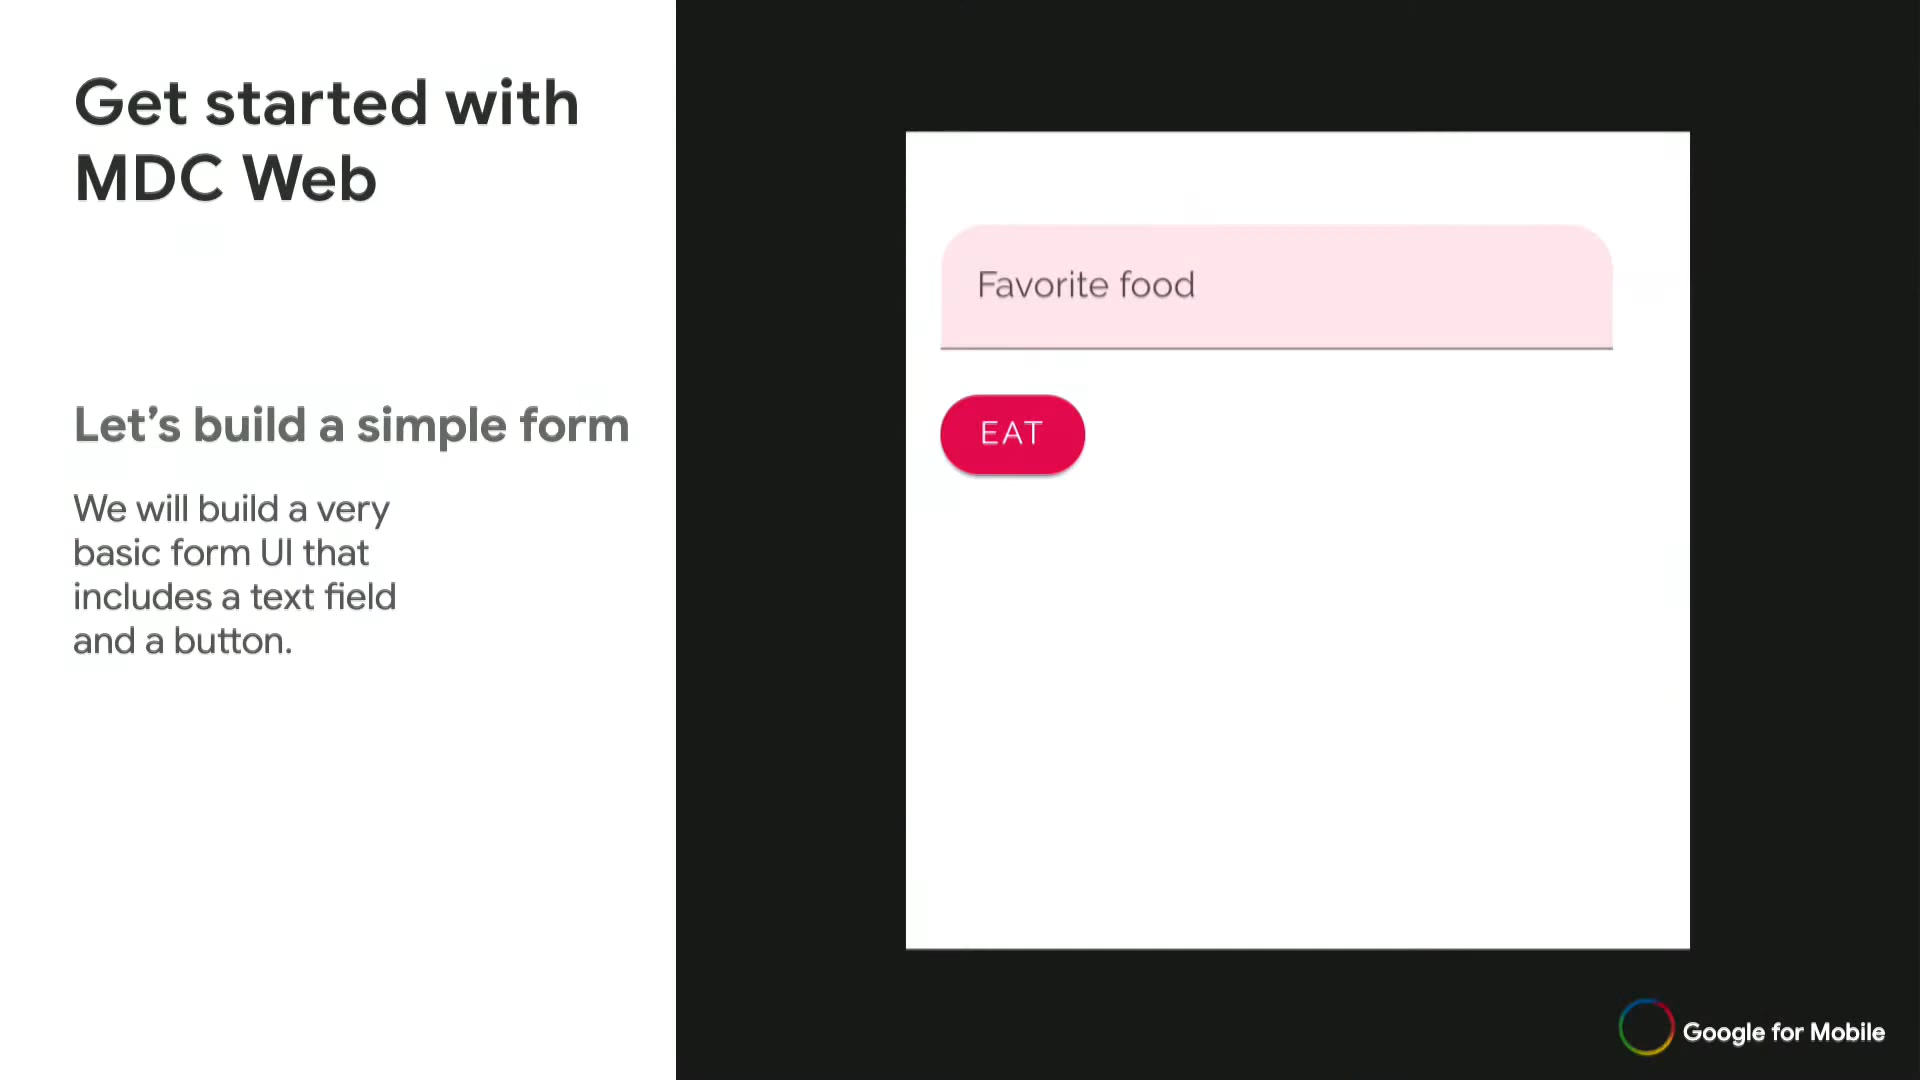 Get started with
MDC Web
Let’s build a simple form
We will build a very
basic form UI that
includes a text field
and a button.
Favorite food
EAT
Google for Mobile